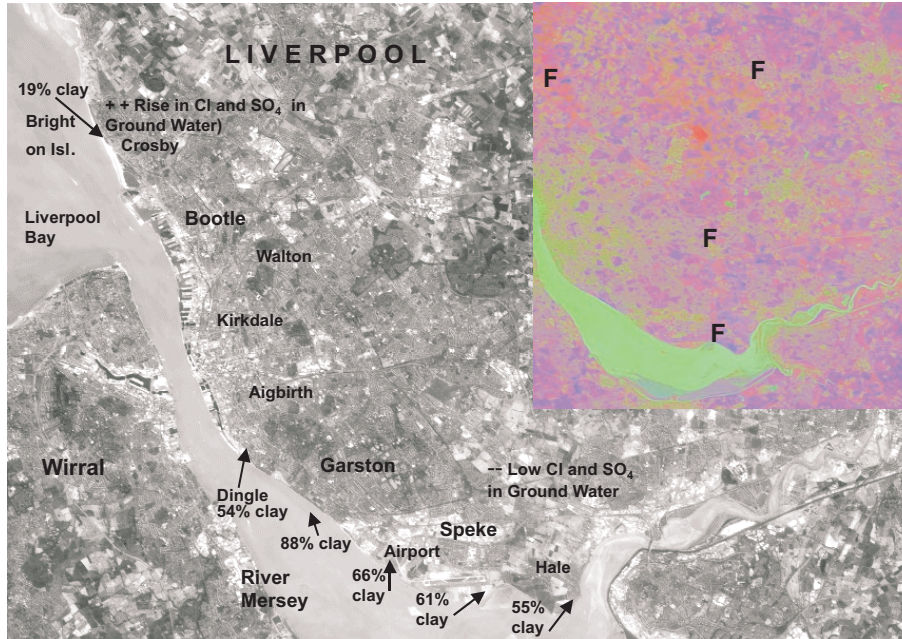 LIVERPOOL
19% clay
+ + Rise in Cl and SO₄ in
Ground Water)
Bright
on Isl.
Crosby
Liverpool
Bay
Bootle
Walton
Kirkdale
Aigbirth
Wirral
Garston
-- Low Cl and SO₄
in Ground Water
Dingle
54% clay
88% clay
Speke
Airport
66%
clay
River
Mersey
61%
clay
Hale
55%
clay
F
F
F
F